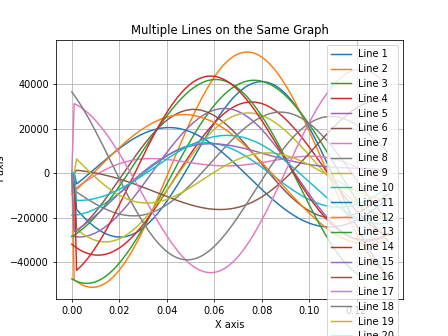 Multiple Lines on the Same Graph
40000
20000
0
−20000
−40000
0.00
0.02
0.04
0.06
0.08
0.10
X axis
Line 1
Line 2
Line 3
Line 4
Line 5
Line 6
Line 7
Line 8
Line 9
Line 10
Line 11
Line 12
Line 13
Line 14
Line 15
Line 16
Line 17
Line 18
Line 19
Line 20